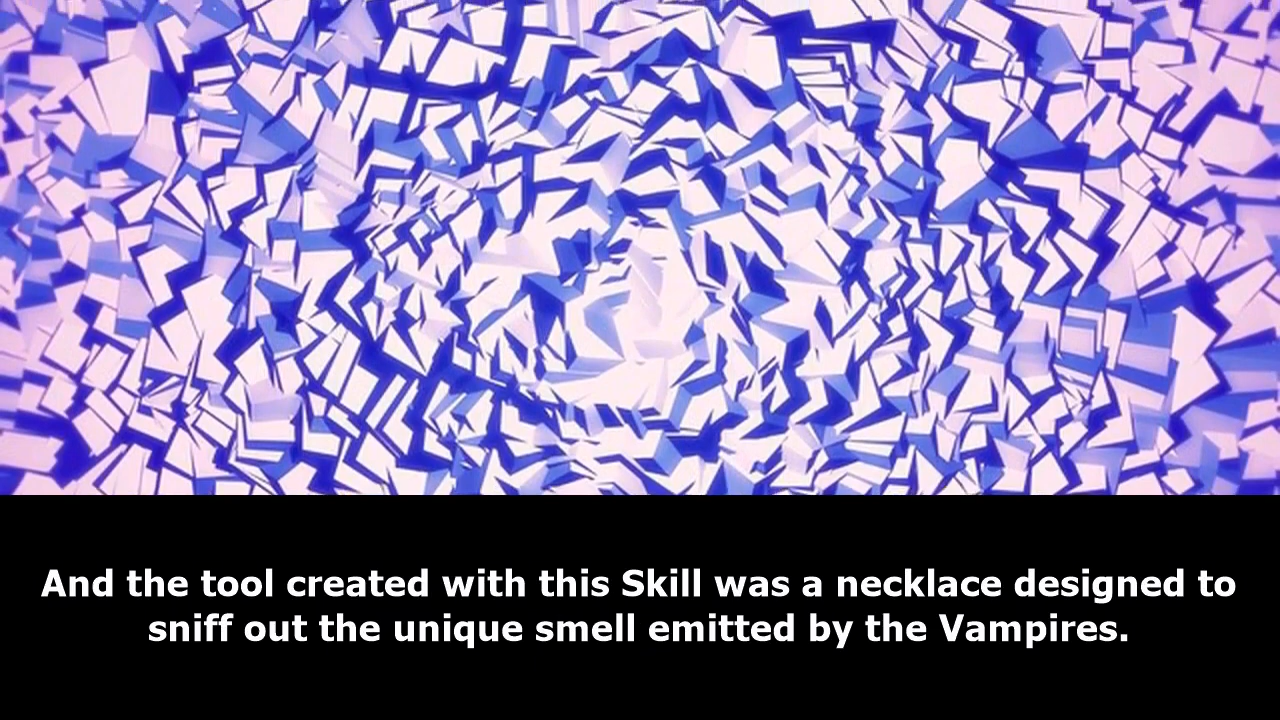 And the tool created with this Skill was a necklace designed to
sniff out the unique smell emitted by the Vampires.